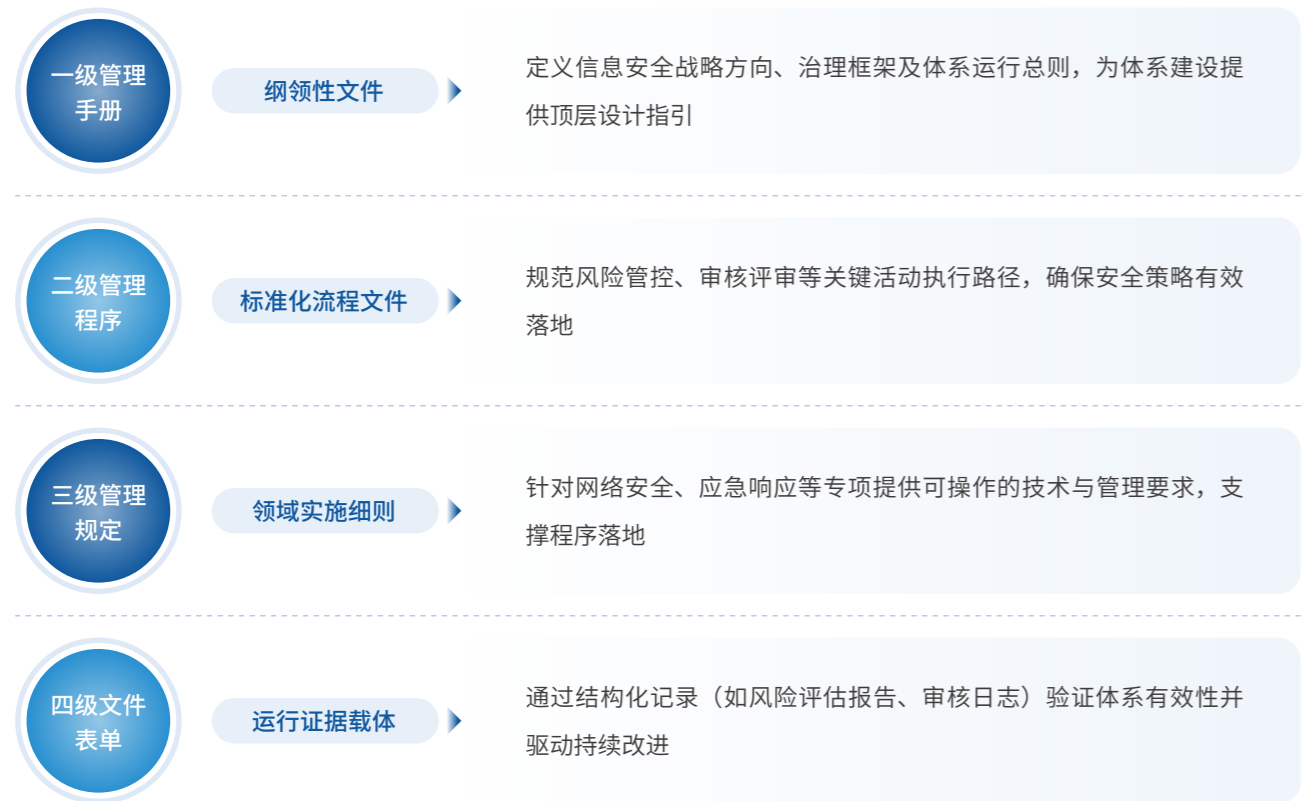 一级管理
手册
纲领性文件
定义信息安全战略方向、治理框架及体系运行总则，为体系建设提
供顶层设计指引
二级管理
程序
标准化流程文件
规范风险管控、审核评审等关键活动执行路径，确保安全策略有效
落地
三级管理
规定
领域实施细则
针对网络安全、应急响应等专项提供可操作的技术与管理要求，支
撑程序落地
四级文件
表单
运行证据载体
通过结构化记录（如风险评估报告、审核日志）验证体系有效性并
驱动持续改进